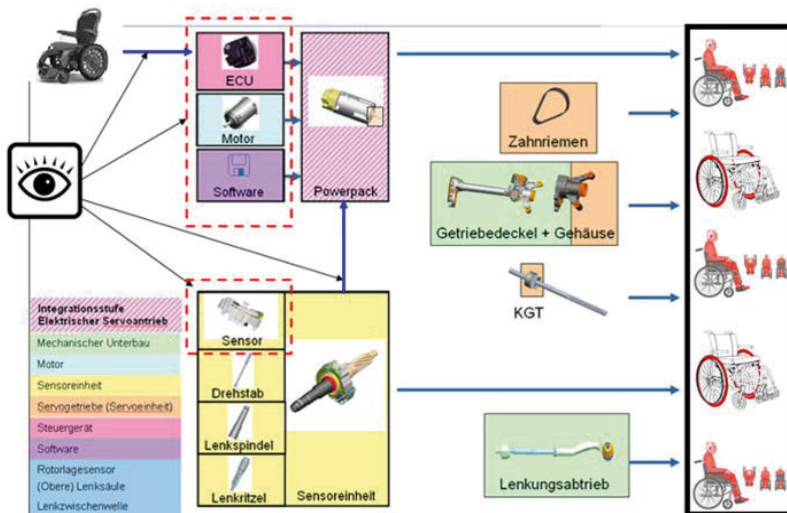 ECU
Motor
Software
Powerpack
Zahnriemen
Getriebedeckel + Gehäuse
KGT
Sensor
Drehstab
Lenkspindel
Lenkritzel
Sensoreinheit
Lenkungsabtrieb
Integrationsstufe
Elektrischer Servoantrieb
Mechanischer Unterbau
Motor
Sensoreinheit
Servogetriebe (Servoeinheit)
Steuergerät
Software
Rotorlagesensor
(Obere) Lenksäule
Lenkzwischenwelle